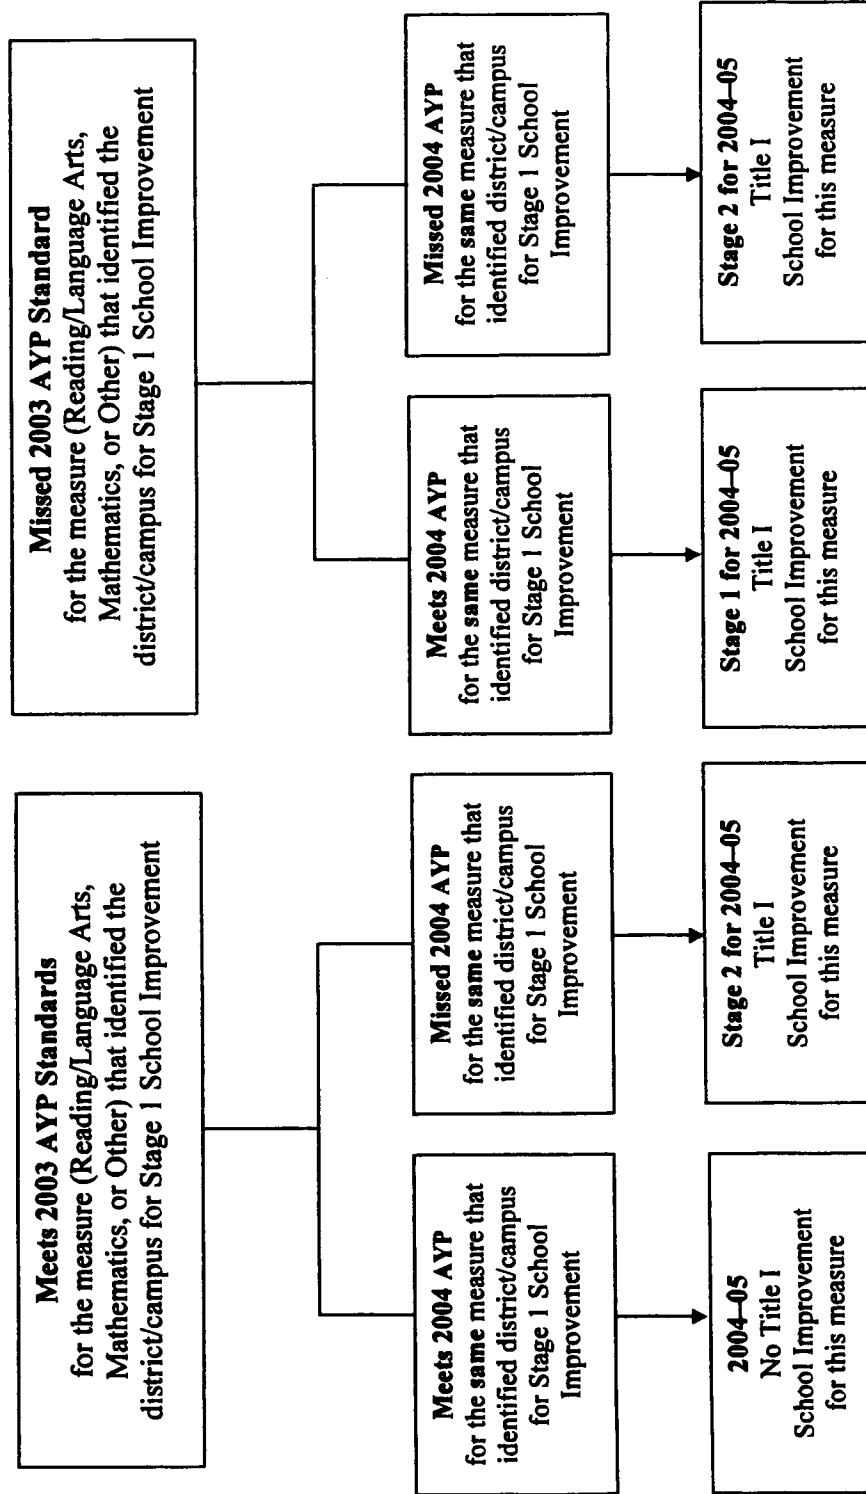 Meets 2003 AYP Standards
for the measure (Reading/Language Arts,
Mathematics, or Other) that identified the
district/campus for Stage 1 School Improvement
Missed 2003 AYP Standard
for the measure (Reading/Language Arts,
Mathematics, or Other) that identified the
district/campus for Stage 1 School Improvement
Meets 2004 AYP
for the same measure that
identified district/campus
for Stage 1 School
Improvement
Missed 2004 AYP
for the same measure that
identified district/campus
for Stage 1 School
Improvement
Meets 2004 AYP
for the same measure that
identified district/campus
for Stage 1 School
Improvement
Missed 2004 AYP
for the same measure that
identified district/campus
for Stage 1 School
Improvement
2004–05
No Title I
School Improvement
for this measure
Stage 2 for 2004–05
Title I
School Improvement
for this measure
Stage 1 for 2004–05
Title I
School Improvement
for this measure
Stage 2 for 2004–05
Title I
School Improvement
for this measure